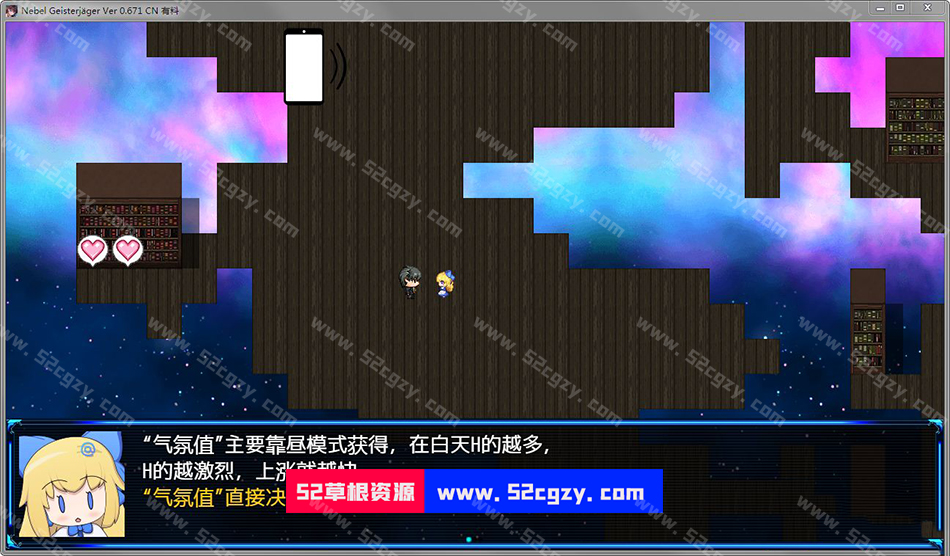 Nebel Geisterjäger Ver 0.671 CN 有料
“气氛值”主要靠昼模式获得，在白天H的越多，
H的越激烈，上涨就越快
“气氛值”直接决
52草根资源 www.52cgzy.com